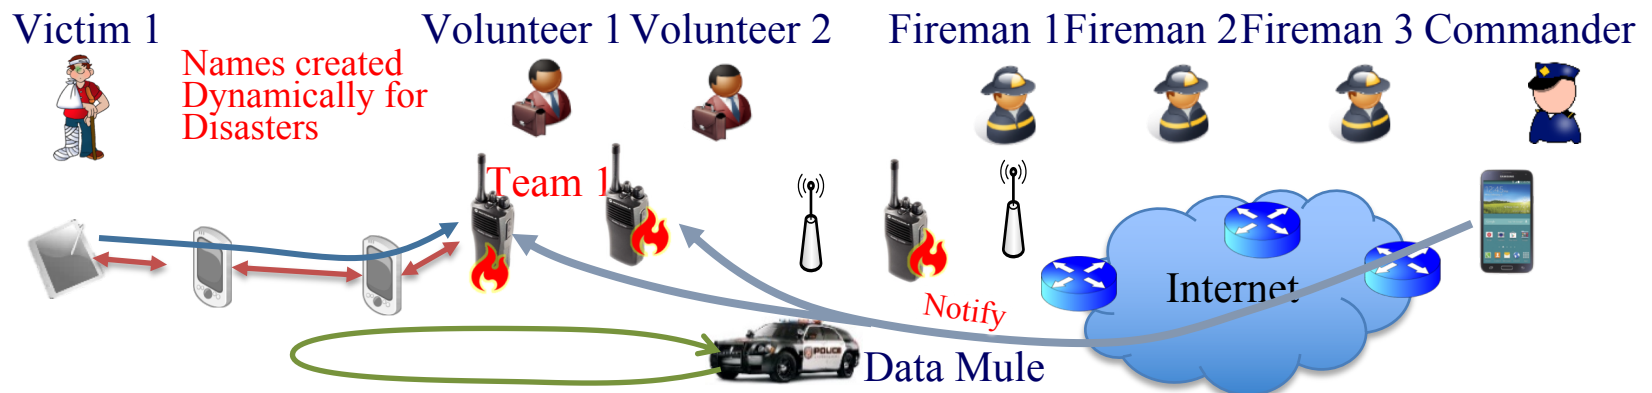 Victim 1
Volunteer 1
Volunteer 2
Fireman 1
Fireman 2
Fireman 3
Commander
Names created
Dynamically for
Disasters
Team 1
Internet
Notify
POLICE
Data Mule